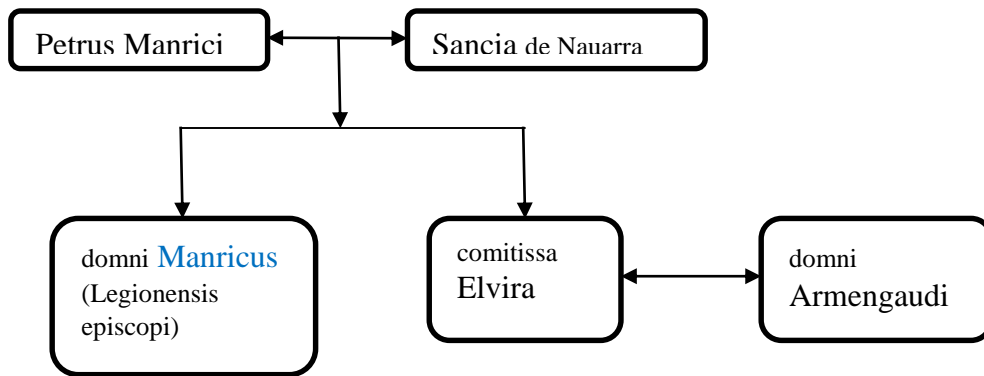 Petrus Manrici
Sancia de Nauarra
domni Manricus
(Legionensis
episcopi)
comitissa
Elvira
domni
Armengaudi